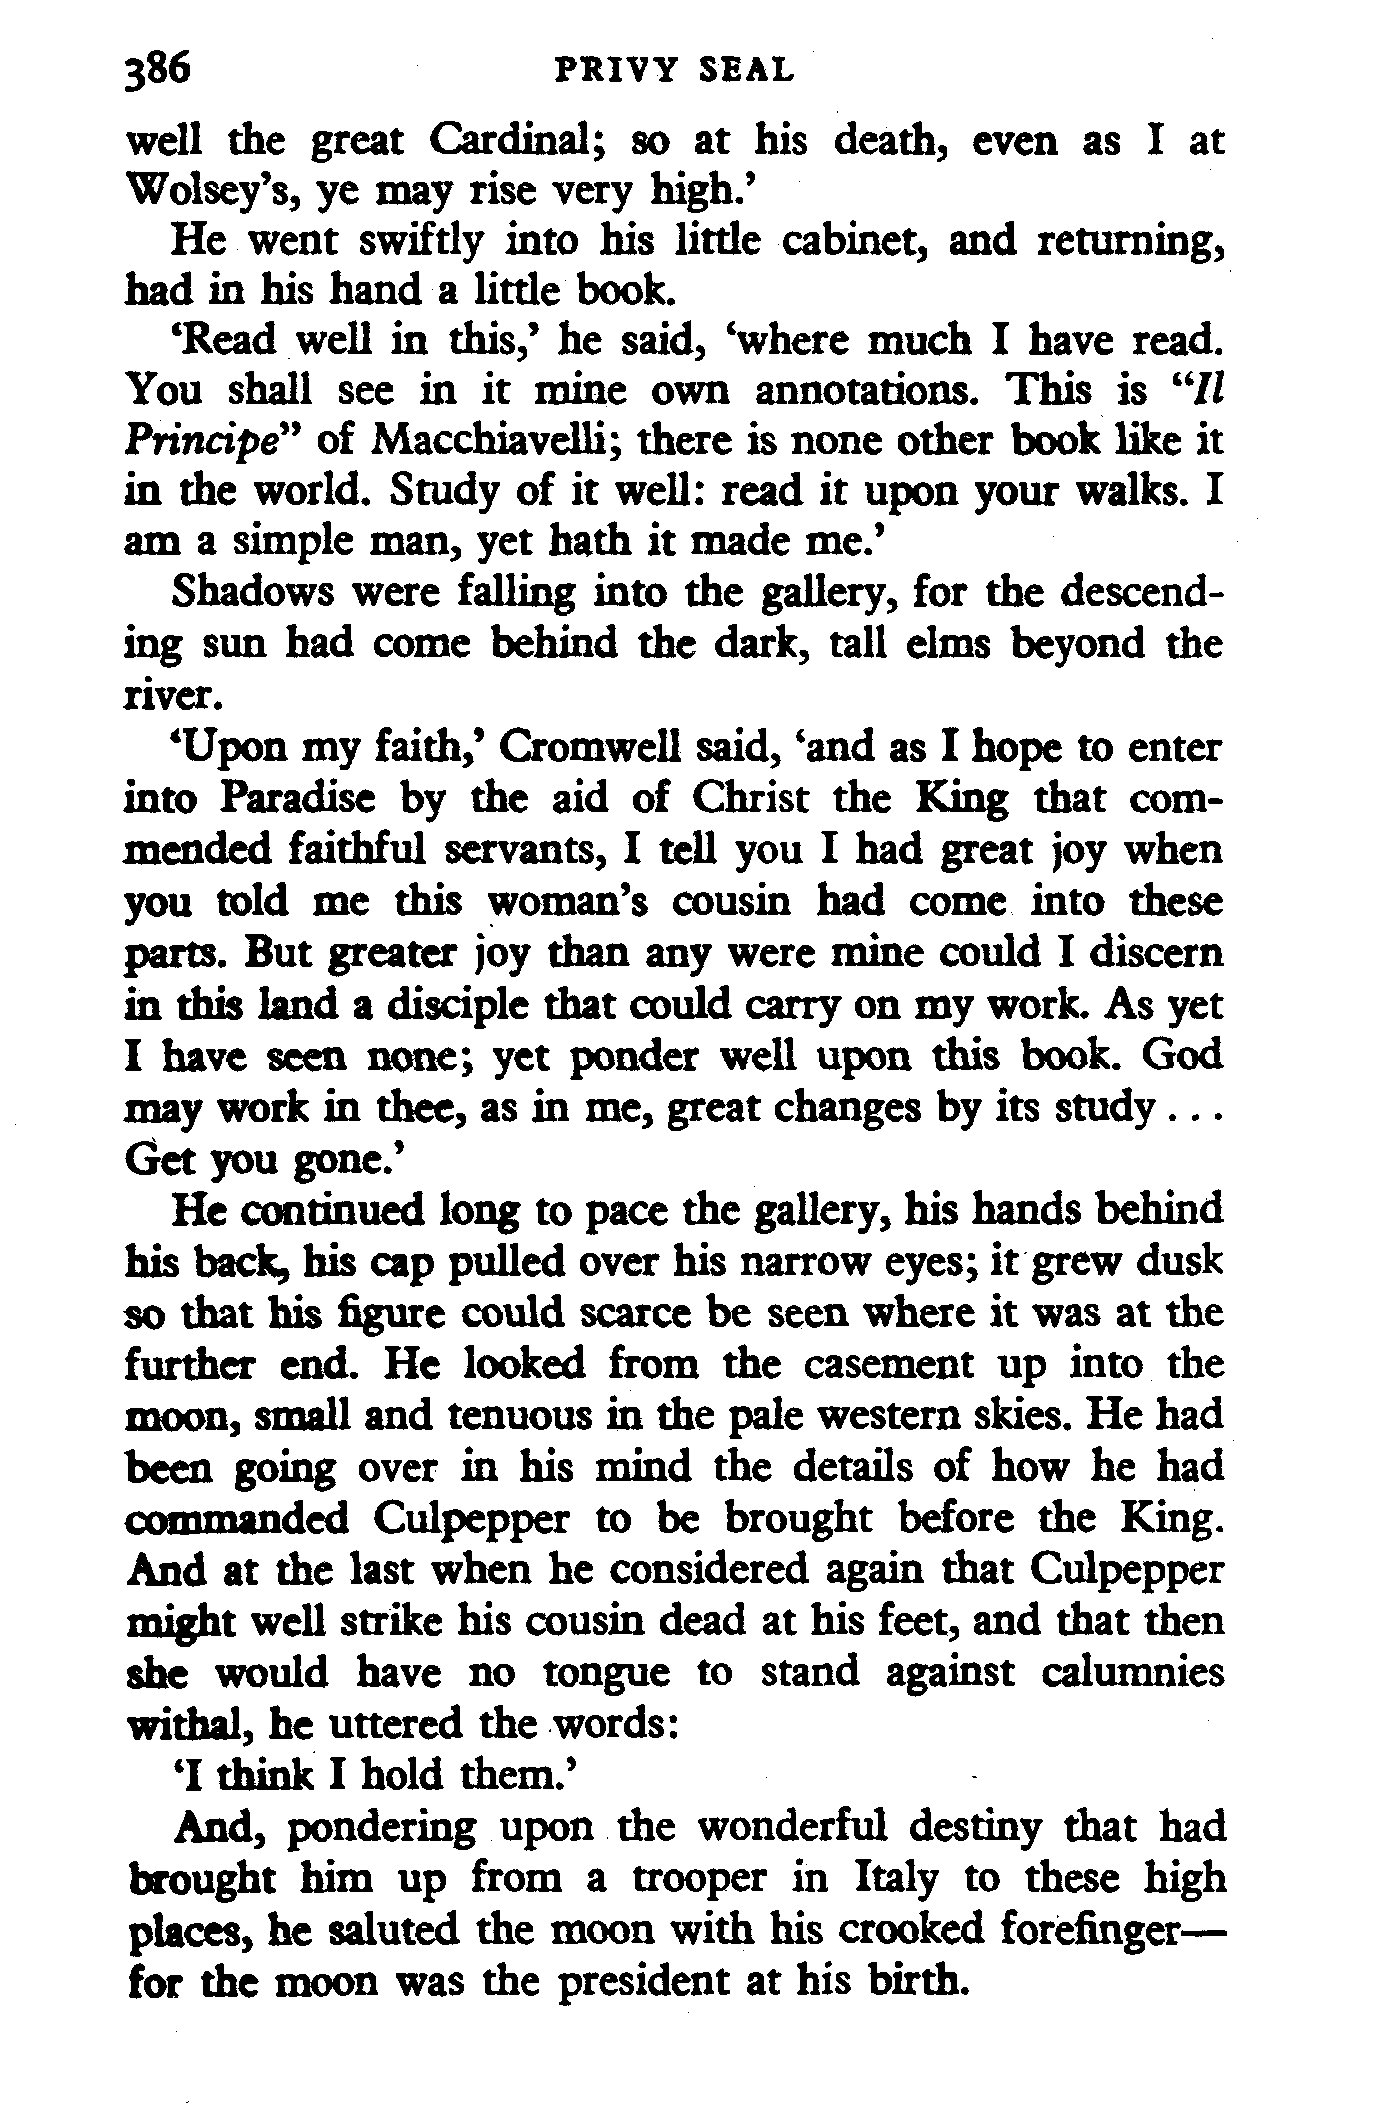 386 PRIVY SEAL
well the great Cardinal; so at his death, even as I at
Wolsey’s, ye may rise very high.’
He went swiftly into his little cabinet, and returning,
had in his hand a little book.
‘Read well in this,’ he said, ‘where much I have read.
You shall see in it mine own annotations. This is “Il
Principe” of Macchiavelli; there is none other book like it
in the world. Study of it well: read it upon your walks. I
am a simple man, yet hath it made me.’
Shadows were falling into the gallery, for the descend-
ing sun had come behind the dark, tall elms beyond the
river.
‘Upon my faith,’ Cromwell said, ‘and as I hope to enter
into Paradise by the aid of Christ the King that com-
mended faithful servants, I tell you I had great joy when
you told me this woman’s cousin had come into these
parts. But greater joy than any were mine could I discern
in this land a disciple that could carry on my work. As yet
I have seen none; yet ponder well upon this book. God
may work in thee, as in me, great changes by its study . . .
Get you gone.’
He continued long to pace the gallery, his hands behind
his back, his cap pulled over his narrow eyes; it grew dusk
so that his figure could scarce be seen where it was at the
further end. He looked from the casement up into the
moon, small and tenuous in the pale western skies. He had
been going over in his mind the details of how he had
commanded Culpepper to be brought before the King.
And at the last when he considered again that Culpepper
might well strike his cousin dead at his feet, and that then
she would have no tongue to stand against calumnies
withal, he uttered the words:
‘I think I hold them.’
And, pondering upon the wonderful destiny that had
brought him up from a trooper in Italy to these high
places, he saluted the moon with his crooked forefinger—
for the moon was the president at his birth.